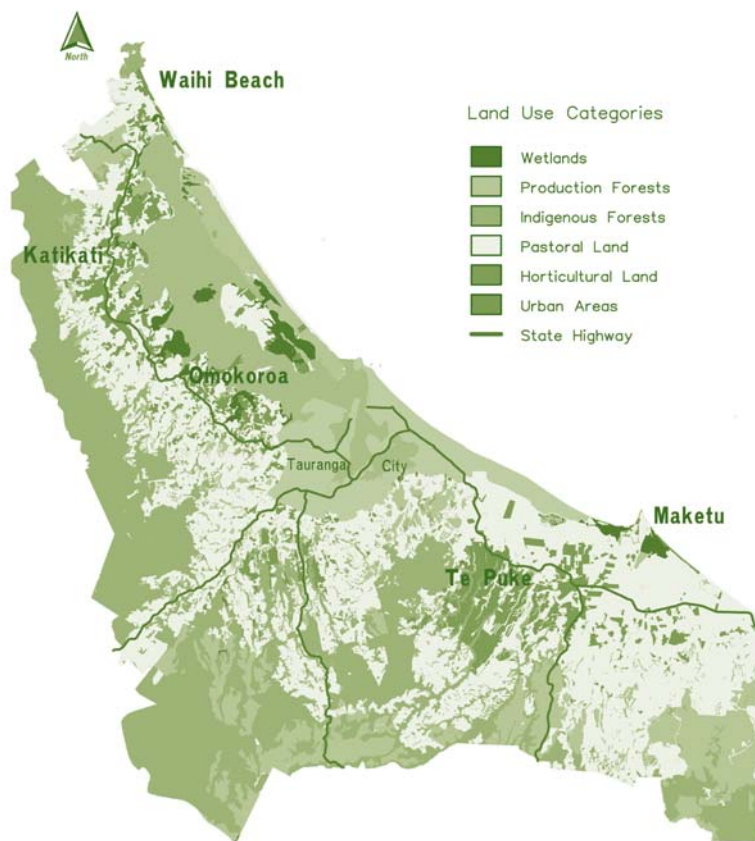 North
Waihi Beach
Land Use Categories
Wetlands
Production Forests
Indigenous Forests
Pastoral Land
Horticultural Land
Urban Areas
State Highway
Katikati
Omokoroa
Tauranga City
Maketu
Te Puke